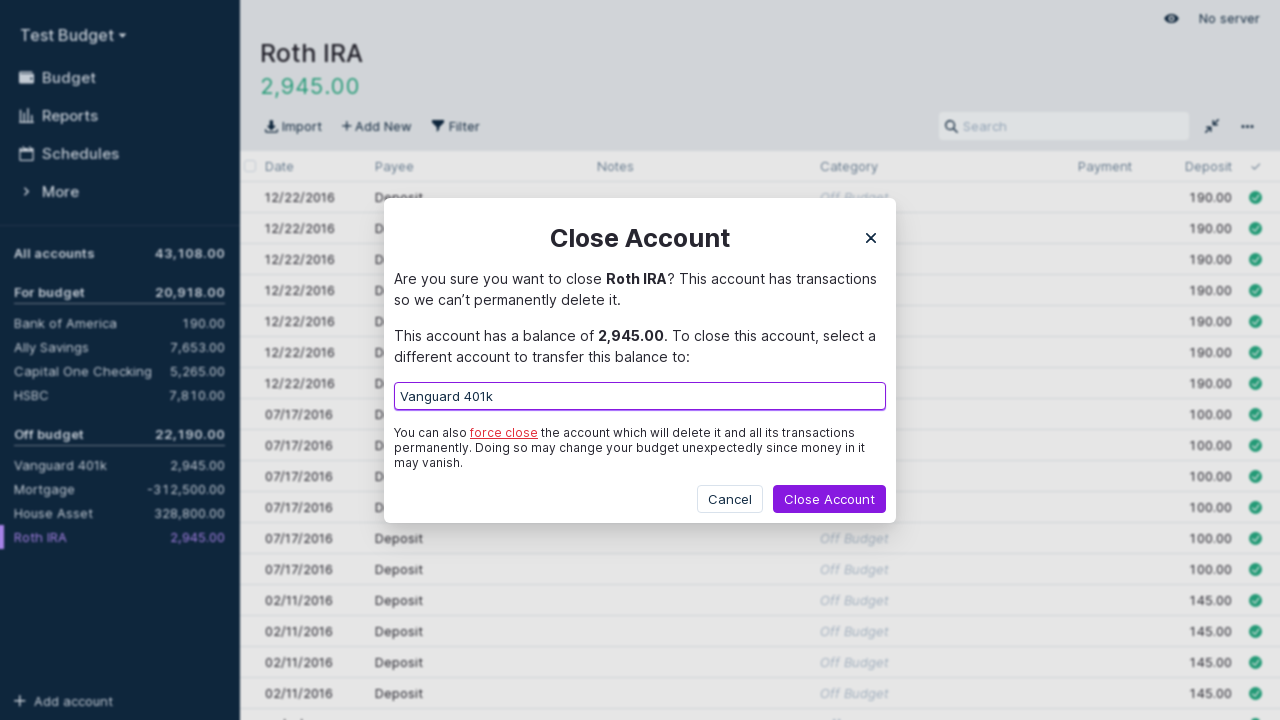 Test Budget
Budget
Reports
Schedules
More
All accounts 43,108.00
For budget 20,918.00
Bank of America 190.00
Ally Savings 7,653.00
Capital One Checking 5,265.00
HSBC 7,810.00
Off budget 22,190.00
Vanguard 401k 2,945.00
Mortgage -312,500.00
House Asset 328,800.00
Roth IRA 2,945.00
Add account
No server
Roth IRA
2,945.00
Import Add New Filter Search
Date Payee Notes Category Payment Deposit
12/22/2016 Deposit Off Budget 190.00
12/22/2016 190.00
12/22/2016 190.00
12/22/2016 190.00
12/22/2016 190.00
12/22/2016 190.00
12/22/2016 190.00
07/17/2016 100.00
07/17/2016 100.00
07/17/2016 100.00
07/17/2016 100.00
07/17/2016 Deposit Off Budget 100.00
07/17/2016 Deposit Off Budget 100.00
02/11/2016 Deposit Off Budget 145.00
02/11/2016 Deposit Off Budget 145.00
02/11/2016 Deposit Off Budget 145.00
02/11/2016 Deposit Off Budget 145.00
Close Account
Are you sure you want to close Roth IRA? This account has transactions
so we can’t permanently delete it.
This account has a balance of 2,945.00. To close this account, select a
different account to transfer this balance to:
Vanguard 401k
You can also force close the account which will delete it and all its transactions
permanently. Doing so may change your budget unexpectedly since money in it
may vanish.
Cancel Close Account